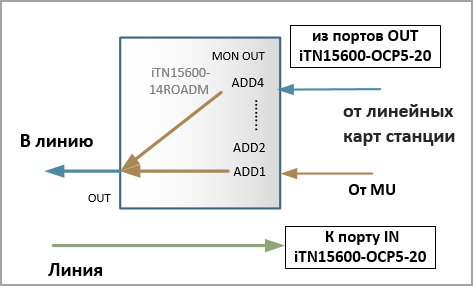 из портов OUT
iTN15600-OCP5-20
MON OUT
iTN15600-
14ROADM
ADD4
от линейных
карт станции
В линию
ADD2
ADD1
OUT
От MU
К порту IN
iTN15600-OCP5-20
Линия